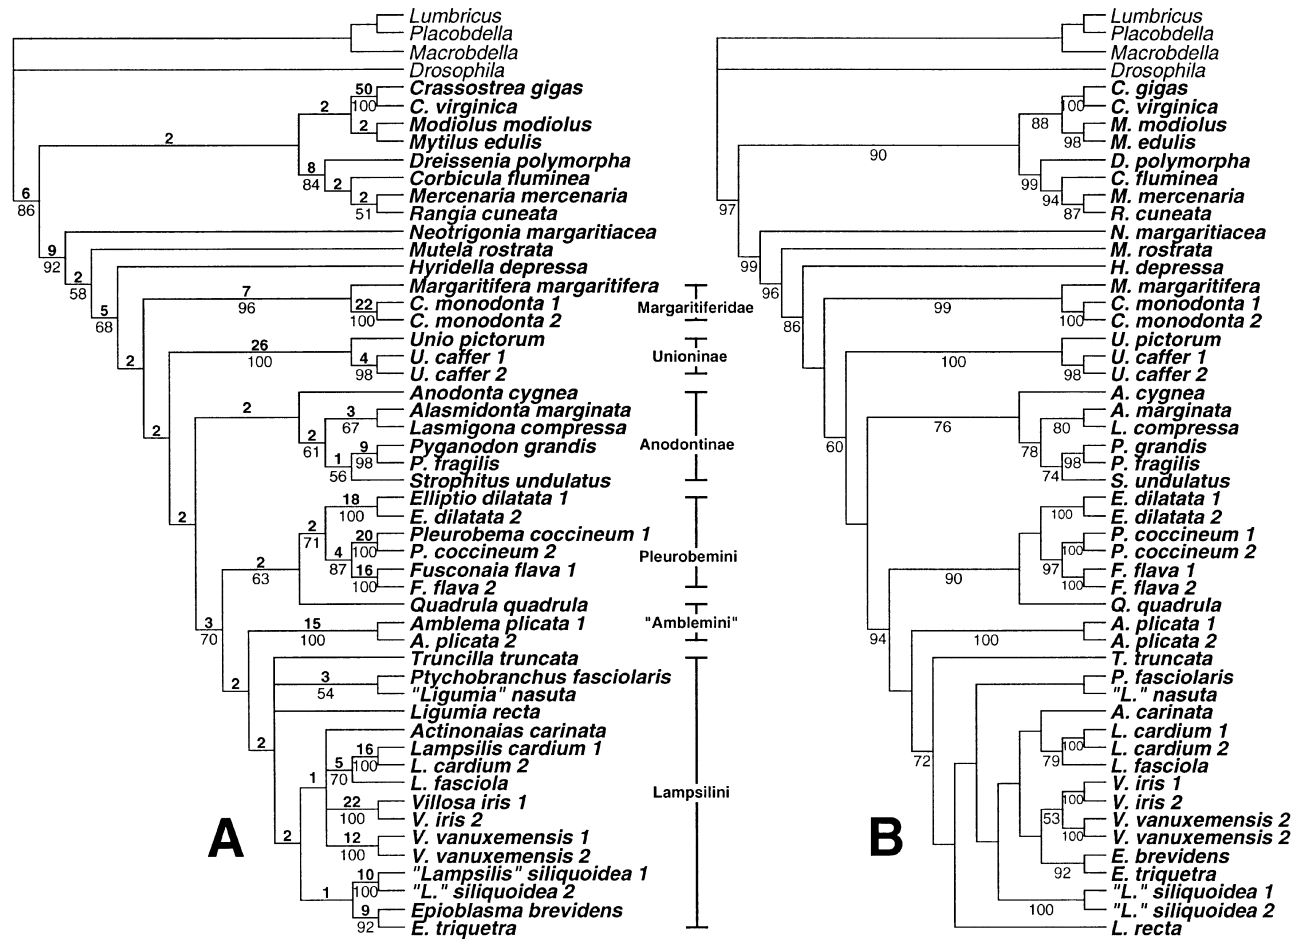 Lumbricus
Placobdella
Macrobdella
Drosophila
Crassostrea gigas
C. virginica
Modiolus modiolus
Mytilus edulis
Dreissenia polymorpha
Corbicula fluminea
Mercenaria mercenaria
Rangia cuneata
Neotrigonia margaritiacea
Mutela rostrata
Hyridella depressa
Margaritifera margaritifera
C. monodonta 1
C. monodonta 2
Unio pictorum
U. caffer 1
U. caffer 2
Anodonta cygnea
Alasmidonta marginata
Lasmigona compressa
Pyganodon grandis
P. fragilis
Strophitus undulatus
Elliptio dilatata 1
E. dilatata 2
Pleurobema coccineum 1
P. coccineum 2
Fusconaia flava 1
F. flava 2
Quadrula quadrula
Amblema plicata 1
A. plicata 2
Truncilla truncata
Ptychobranchus fasciolaris
"Ligumia" nasuta
Ligumia recta
Actinonaias carinata
Lampsilis cardium 1
L. cardium 2
L. fasciola
Villosa iris 1
V. iris 2
V. vanuxemensis 1
V. vanuxemensis 2
"Lampsilis" siliquoidea 1
"L." siliquoidea 2
Epioblasma brevidens
E. triquetra
50
100
2
2
2
8
84
2
2
51
6
86
9
92
2
58
5
68
7
96
22
100
2
26
100
4
98
2
2
3
67
2
61
9
98
1
56
2
18
100
2
71
20
100
4
87
16
100
2
63
3
70
15
100
2
3
54
2
16
100
5
70
1
22
100
12
100
2
10
100
1
9
92
A
Margaritiferidae
Unioninae
Anodontinae
Pleurobemini
"Amblemini"
Lampsilini
Lumbricus
Placobdella
Macrobdella
Drosophila
C. gigas
C. virginica
M. modiolus
M. edulis
D. polymorpha
C. fluminea
M. mercenaria
R. cuneata
N. margaritiacea
M. rostrata
H. depressa
M. margaritifera
C. monodonta 1
C. monodonta 2
U. pictorum
U. caffer 1
U. caffer 2
A. cygnea
A. marginata
L. compressa
P. grandis
P. fragilis
S. undulatus
E. dilatata 1
E. dilatata 2
P. coccineum 1
P. coccineum 2
F. flava 1
F. flava 2
Q. quadrula
A. plicata 1
A. plicata 2
T. truncata
P. fasciolaris
"L." nasuta
A. carinata
L. cardium 1
L. cardium 2
L. fasciola
V. iris 1
V. iris 2
V. vanuxemensis 2
V. vanuxemensis 2
E. brevidens
E. triquetra
"L." siliquoidea 1
"L." siliquoidea 2
L. recta
100
88
98
90
99
94
87
97
99
96
86
99
100
100
98
60
76
80
78
98
74
100
100
97
100
90
94
100
72
100
79
100
53
100
92
100
B